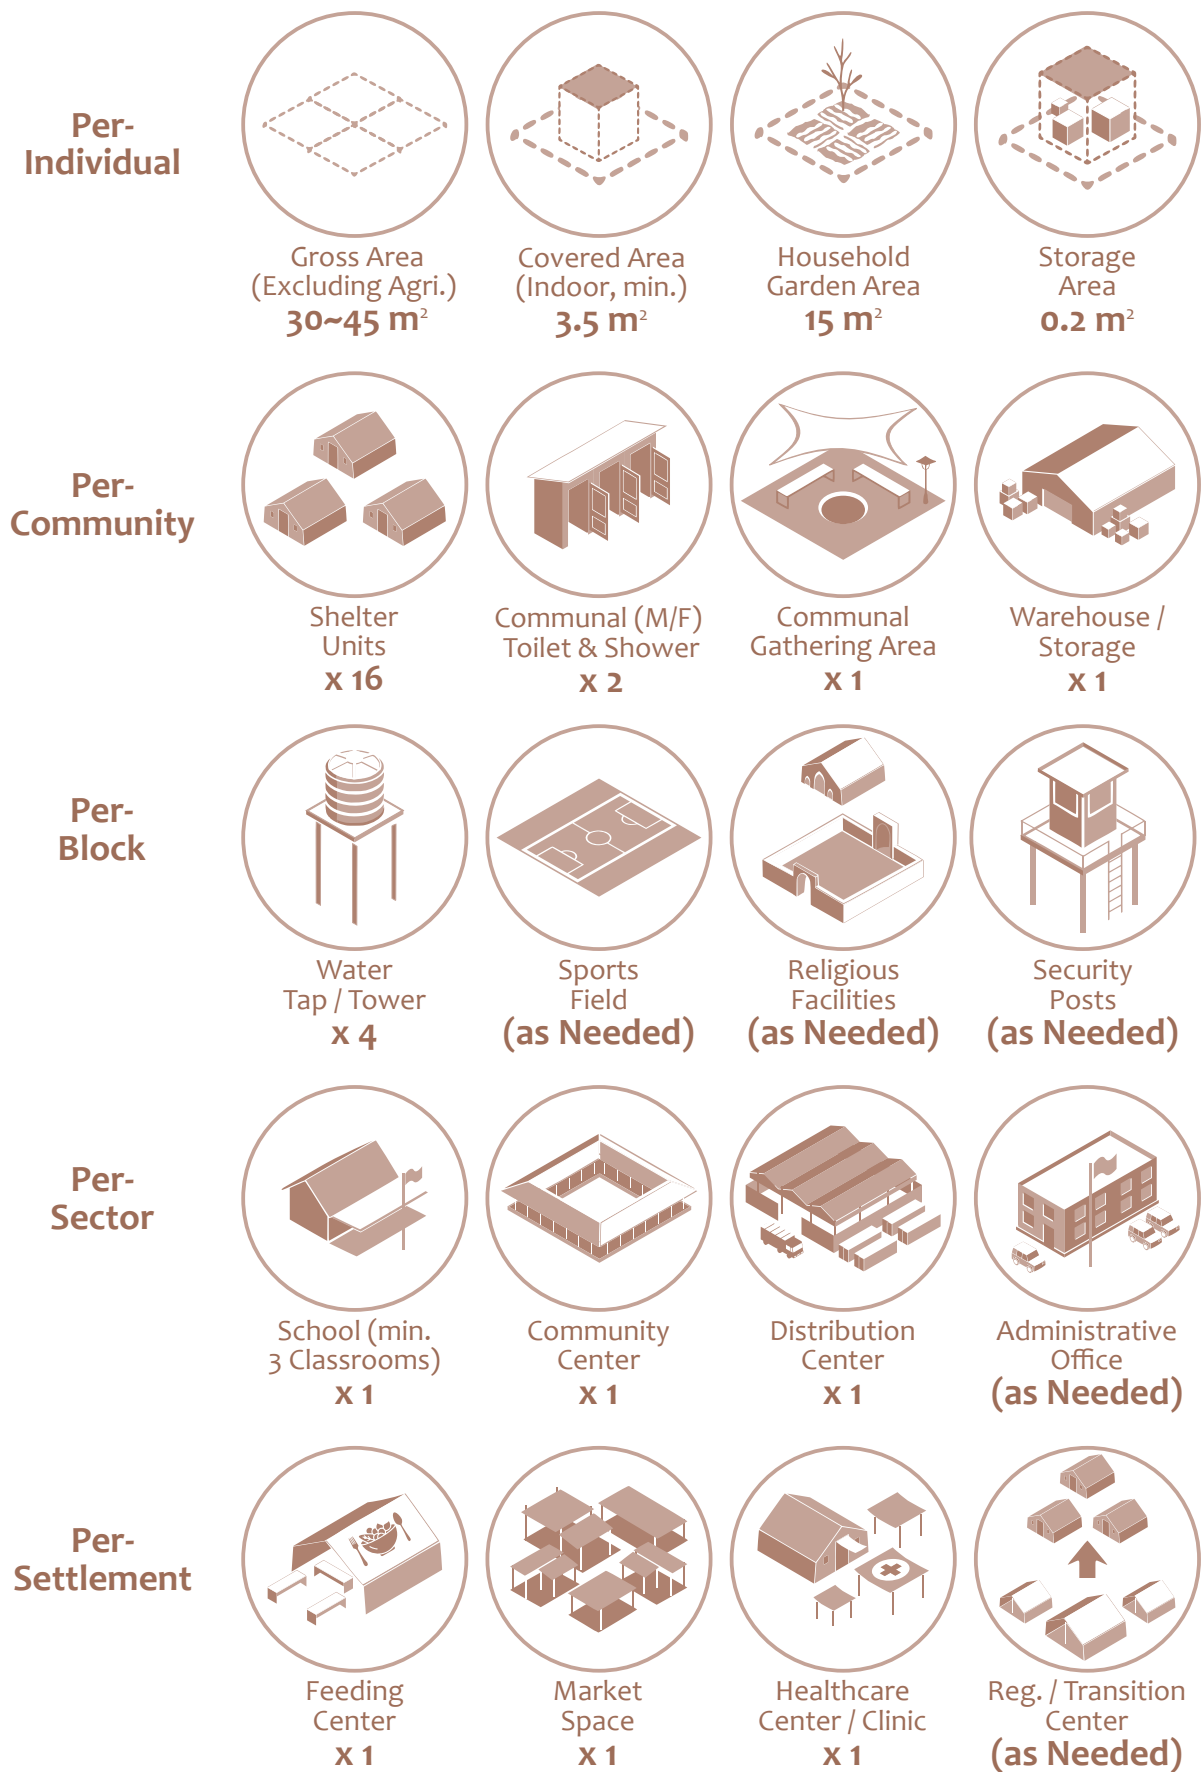 Per-
Individual
Gross Area
(Excluding Agri.)
30~45 m²
Covered Area
(Indoor, min.)
3.5 m²
Household
Garden Area
15 m²
Storage
Area
0.2 m²
Per-
Community
Shelter
Units
x 16
Communal (M/F)
Toilet & Shower
x 2
Communal
Gathering Area
x 1
Warehouse /
Storage
x 1
Per-
Block
Water
Tap / Tower
x 4
Sports
Field
(as Needed)
Religious
Facilities
(as Needed)
Security
Posts
(as Needed)
Per-
Sector
School (min.
3 Classrooms)
x 1
Community
Center
x 1
Distribution
Center
x 1
Administrative
Office
(as Needed)
Per-
Settlement
Feeding
Center
x 1
Market
Space
x 1
Healthcare
Center / Clinic
x 1
Reg. / Transition
Center
(as Needed)